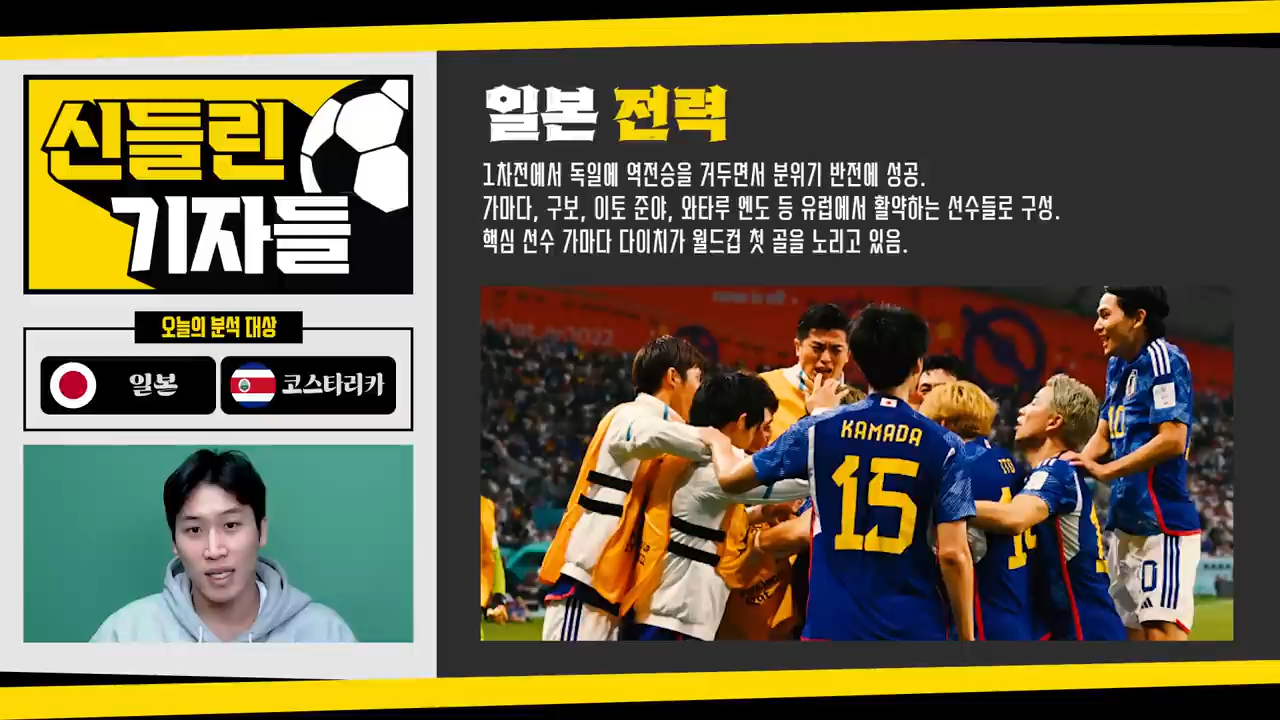 신들린
기자들
오늘의 분석 대상
일본
코스타리카
일본 전력
1차전에서 독일에 역전승을 거두면서 분위기 반전에 성공.
가마다, 구보, 이토 준야, 와타루 엔도 등 유럽에서 활약하는 선수들로 구성.
핵심 선수 가마다 다이치가 월드컵 첫 골을 노리고 있음.
KAMADA
15
ITO
10